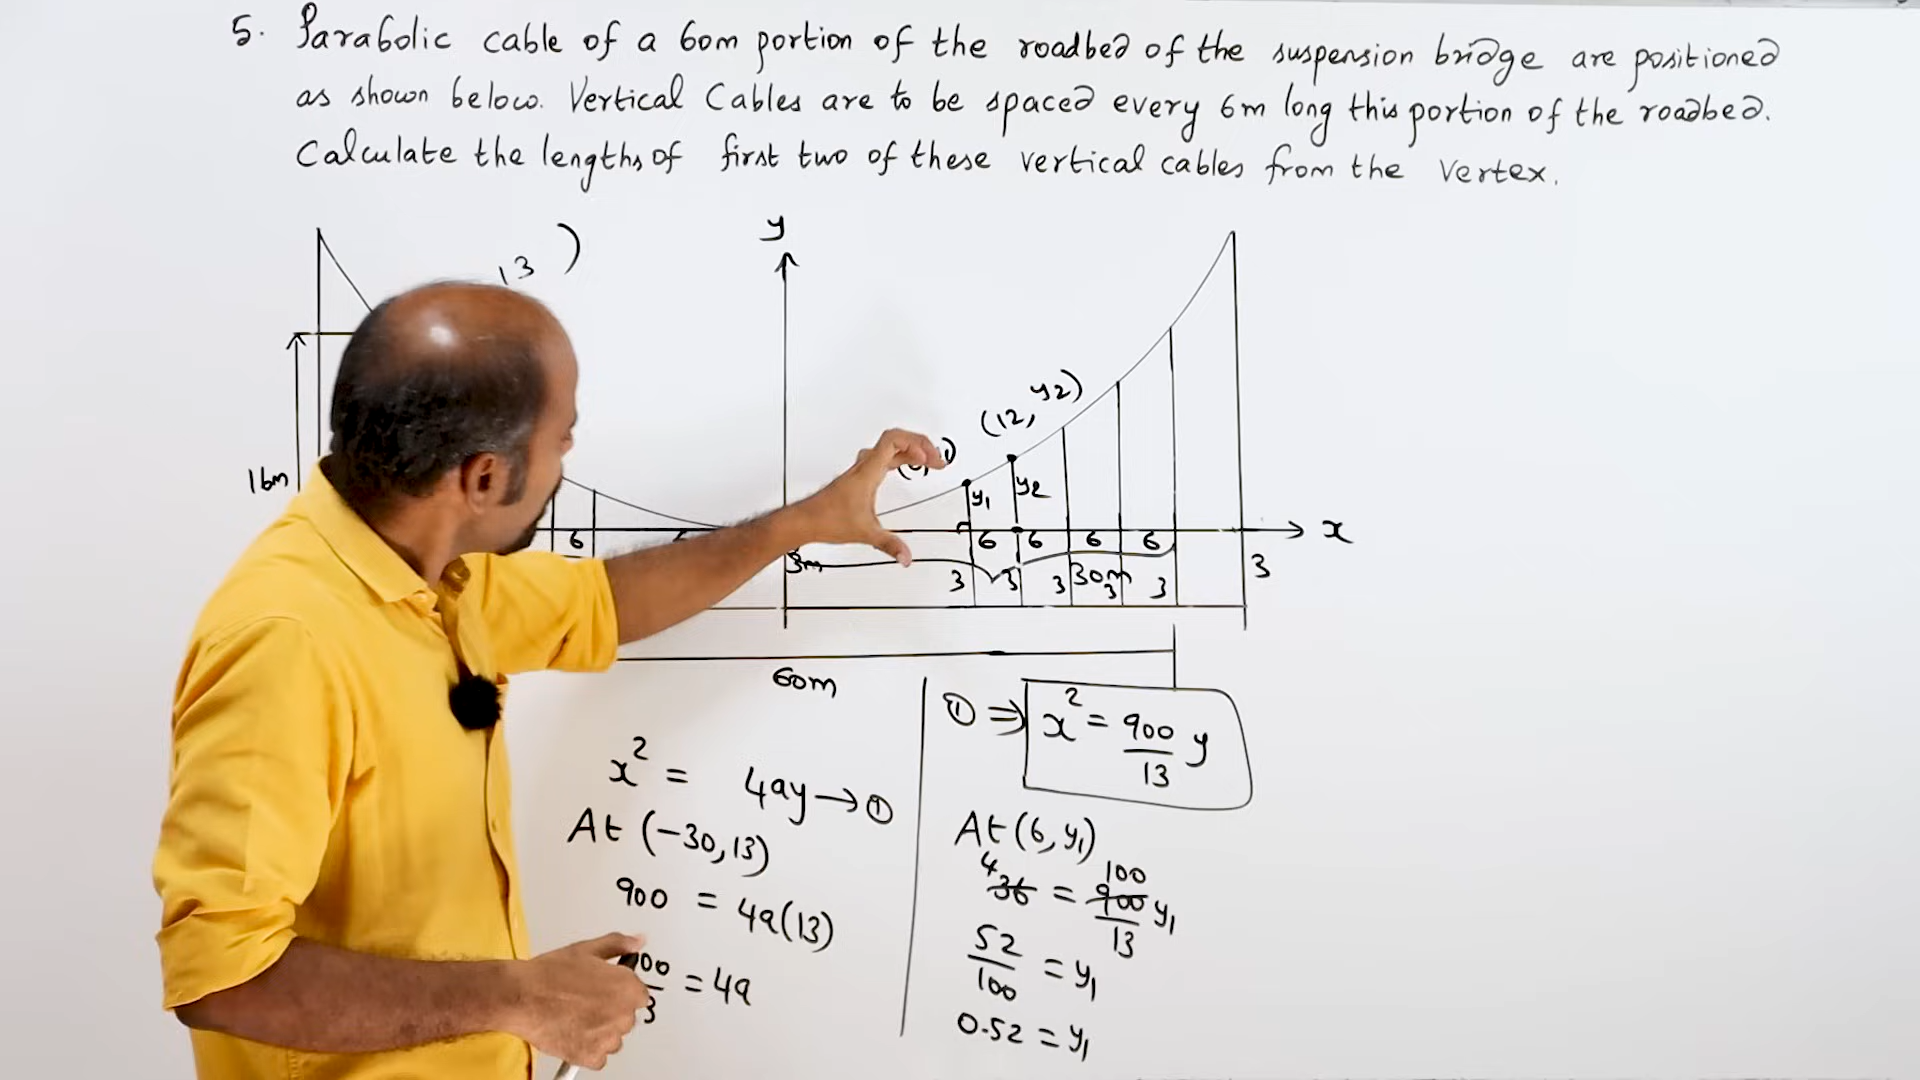 5. Parabolic cable of a 60m portion of the roadbed of the suspension bridge are positioned
as shown below. Vertical Cables are to be spaced every 6m long this portion of the roadbed.
Calculate the lengths of first two of these vertical cables from the vertex.
y
, 13 )
(12, y2)
16m
y1 y2
x
6 6 6 6 6
3m 3 3 3 30m 3 3 3
60m
x² = 4ay → ①
At (-30, 13)
900 = 4a(13)
= 4a
① ⇒ x² = 900/13 y
At (6, y1)
4 36 = 100 900/13 y1
52/100 = y1
0.52 = y1